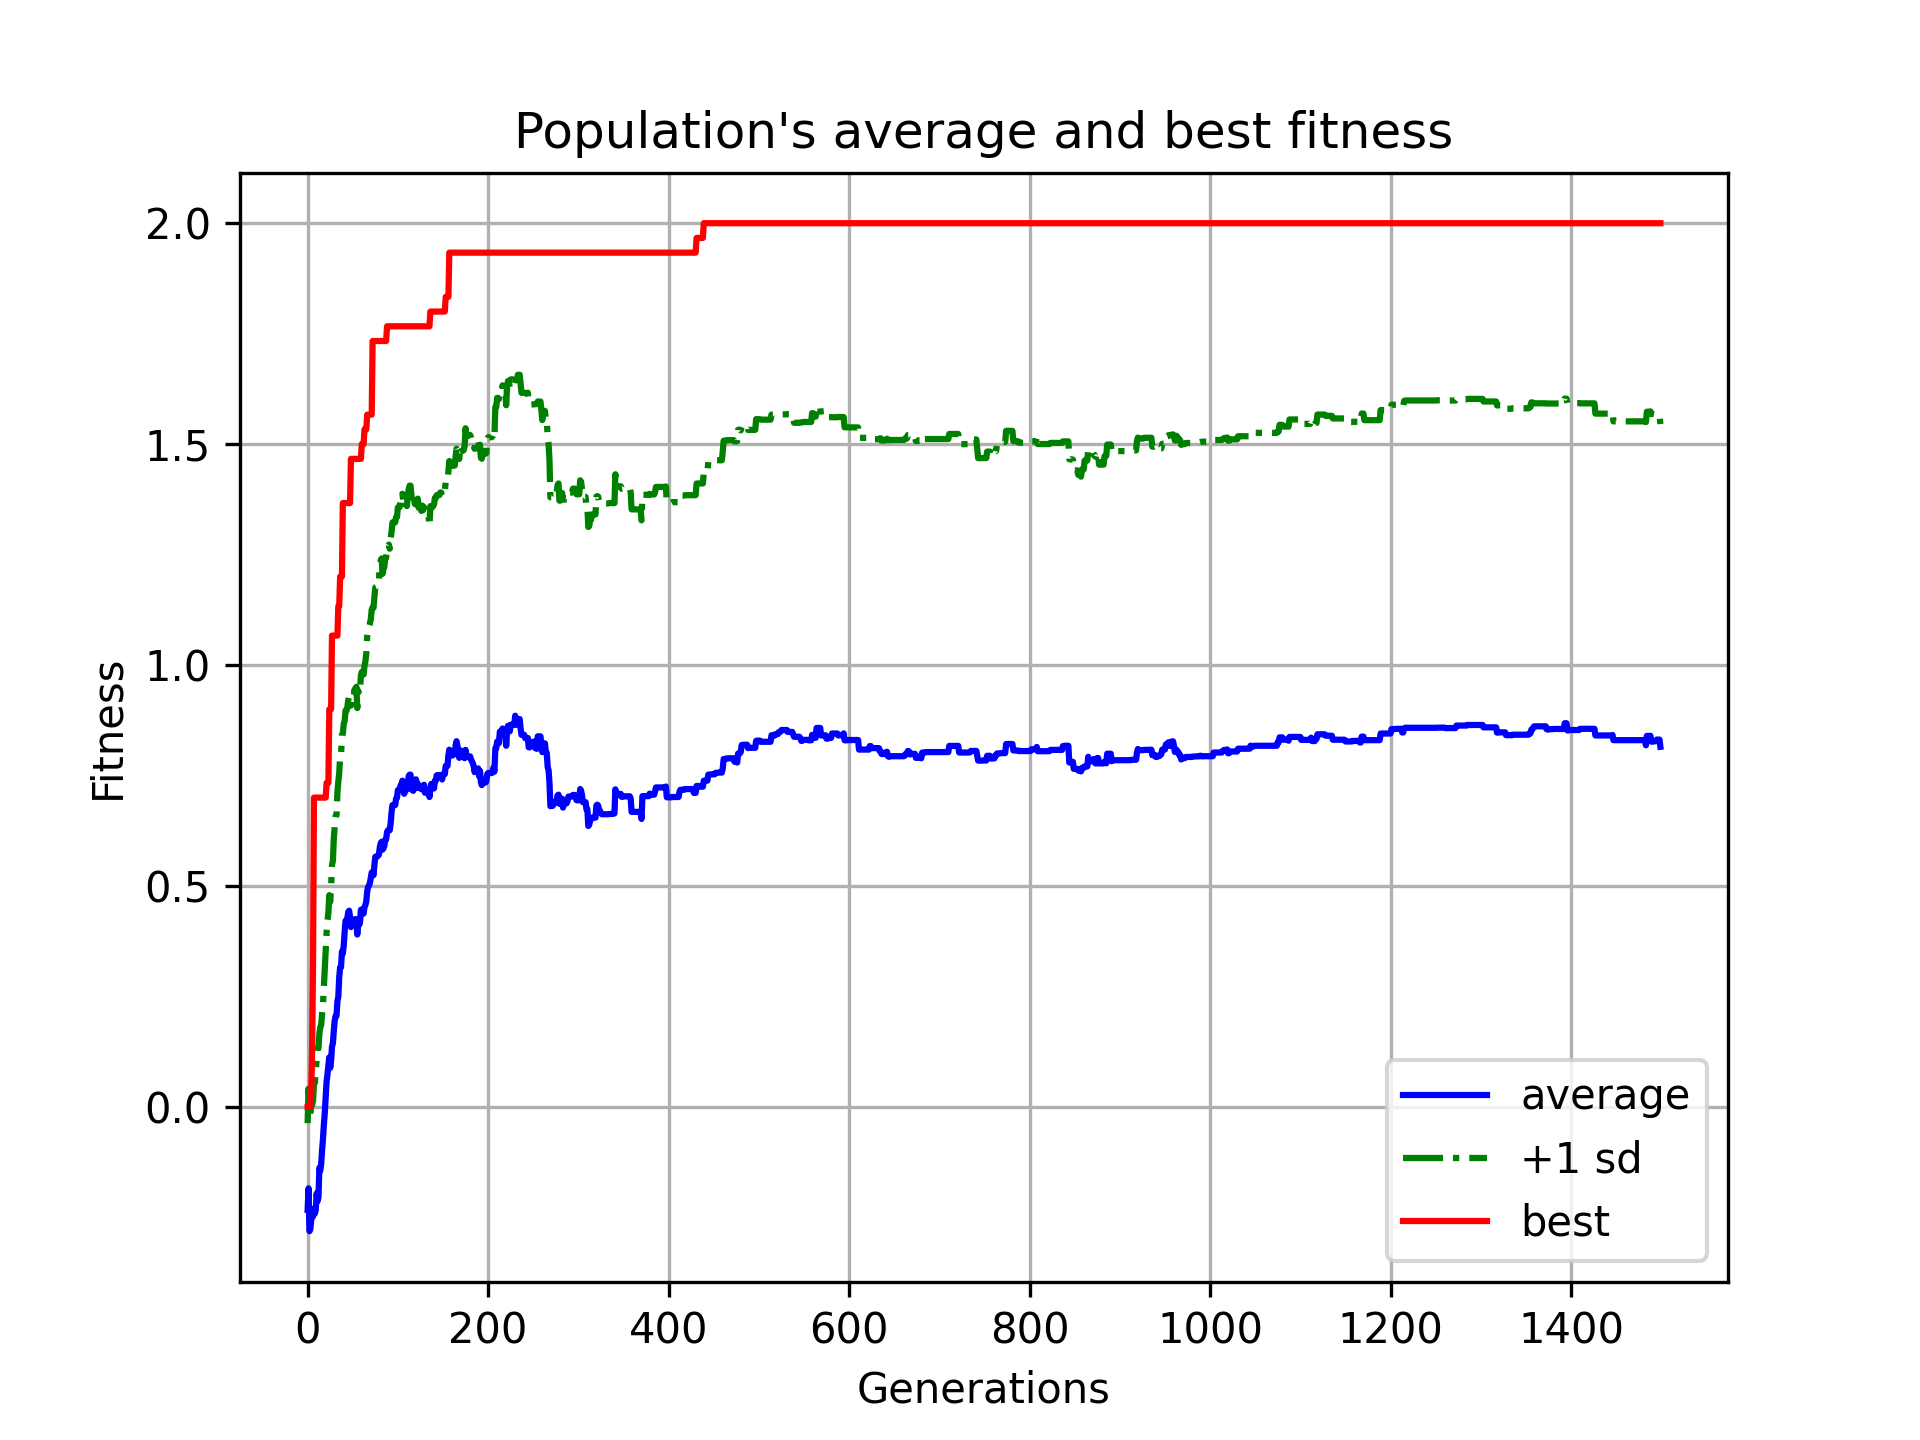 Population's average and best fitness
2.0
1.5
1.0
0.5
0.0
Fitness
average
+1 sd
best
0 200 400 600 800 1000 1200 1400
Generations